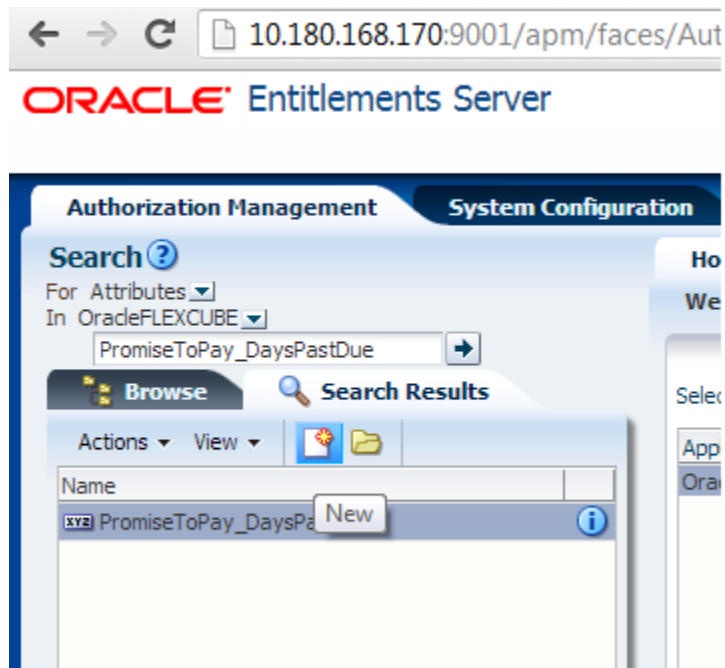 10.180.168.170:9001/apm/faces/Aut
ORACLE Entitlements Server
Authorization Management System Configuration
Search ?
Ho
For Attributes
We
In OracleFLEXCUBE
PromiseToPay_DaysPastDue
Browse Search Results
Selec
Actions View
App
Name
Orac
New
xyz PromiseToPay_DaysPa